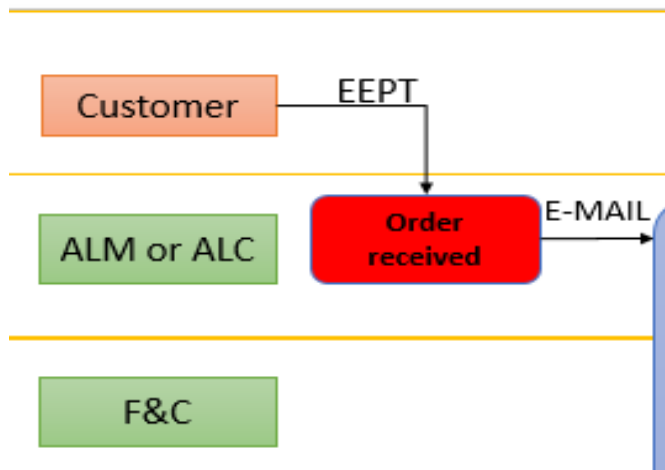 Customer
EEPT
ALM or ALC
Order
received
E-MAIL
F&C